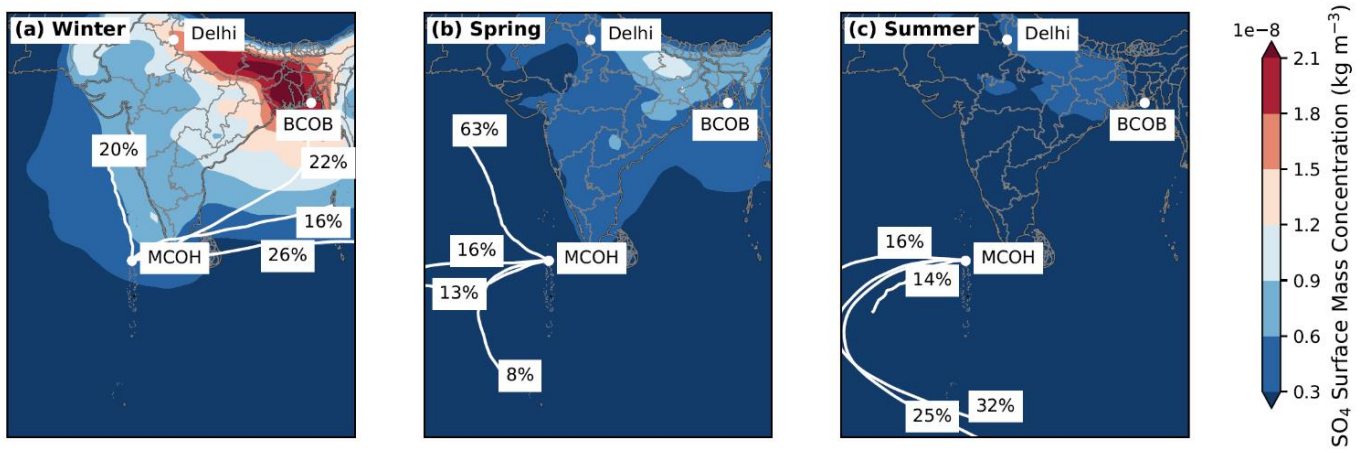 (a) Winter
Delhi
BCOB
20%
22%
16%
26%
MCOH
(b) Spring
Delhi
BCOB
63%
16%
MCOH
13%
8%
(c) Summer
Delhi
BCOB
16%
MCOH
14%
25%
32%
1e−8
2.1
1.8
1.5
1.2
0.9
0.6
0.3
SO₄ Surface Mass Concentration (kg m⁻³)